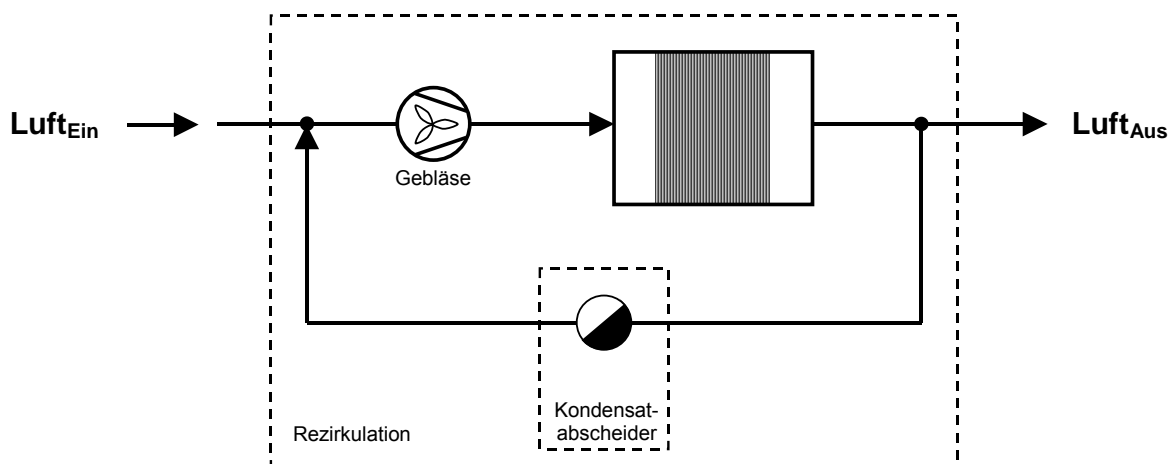 Luft_Ein
Luft_Aus
Gebläse
Kondensat-
abscheider
Rezirkulation